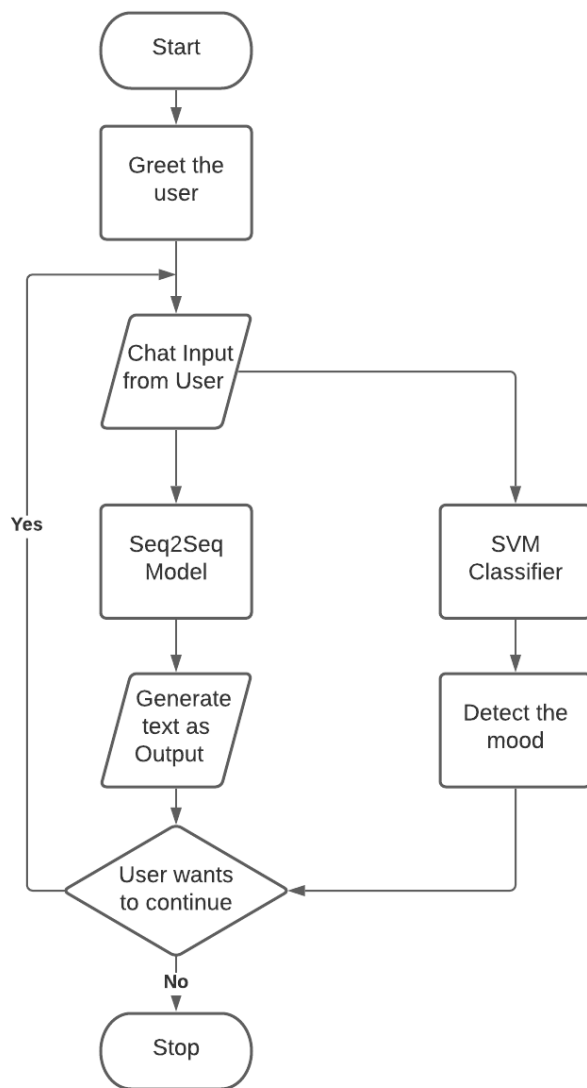 Start
Greet the
user
Chat Input
from User
Yes
Seq2Seq
Model
SVM
Classifier
Generate
text as
Output
Detect the
mood
User wants
to continue
No
Stop